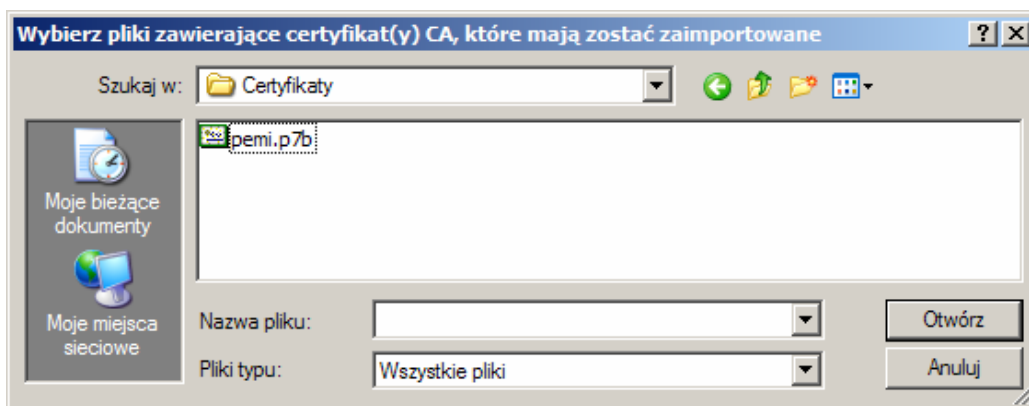 Wybierz pliki zawierające certyfikat(y) CA, które mają zostać zaimportowane
Szukaj w: Certyfikaty
pemi.p7b
Moje bieżące
dokumenty
Moje miejsca
sieciowe
Nazwa pliku: Otwórz
Pliki typu: Wszystkie pliki Anuluj